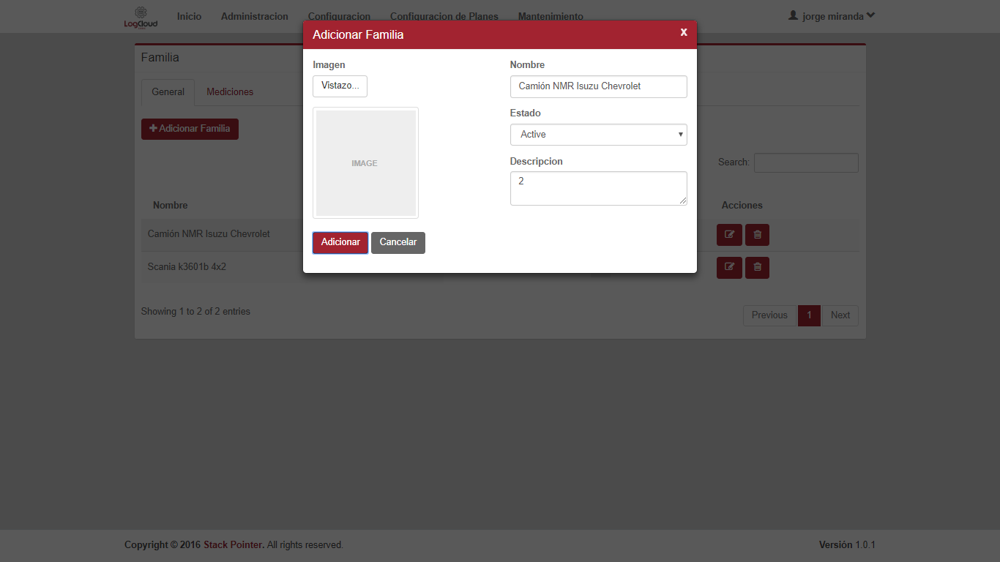 LogCloud
Inicio
Administracion
Configuracion
Configuracion de Planes
Mantenimiento
jorge miranda
Adicionar Familia
x
Familia
General
Mediciones
Adicionar Familia
Imagen
Vistazo...
IMAGE
Nombre
Camión NMR Isuzu Chevrolet
Estado
Active
Descripcion
2
Adicionar
Cancelar
Search:
Nombre
Acciones
Camión NMR Isuzu Chevrolet
Scania k3601b 4x2
Showing 1 to 2 of 2 entries
Previous
1
Next
Copyright © 2016 Stack Pointer. All rights reserved.
Versión 1.0.1